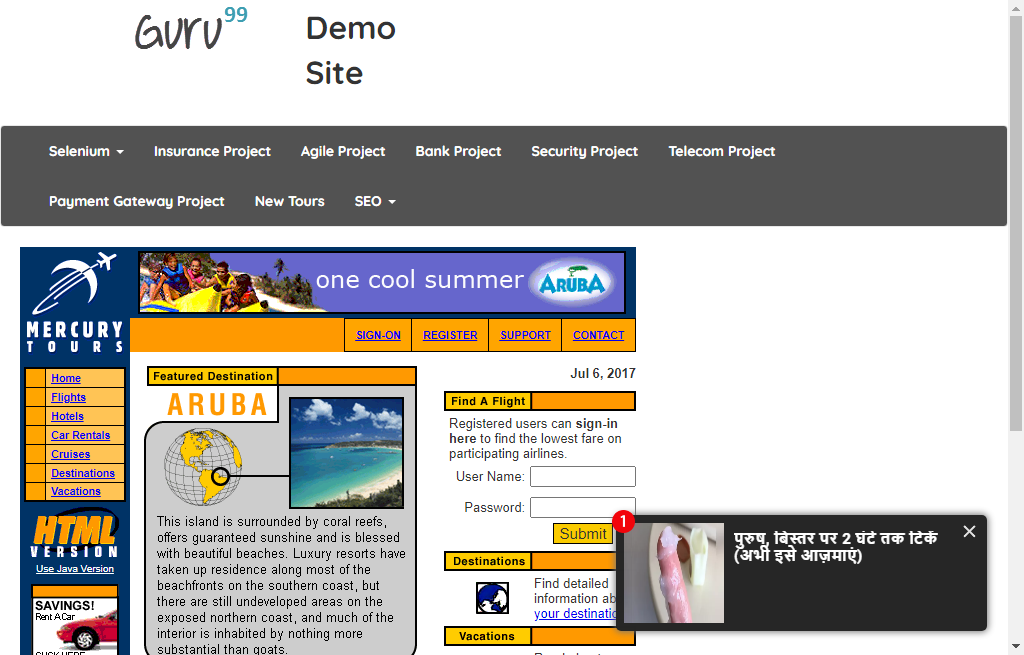 Guru99
Demo
Site
Selenium
Insurance Project
Agile Project
Bank Project
Security Project
Telecom Project
Payment Gateway Project
New Tours
SEO
MERCURY
TOURS
one cool summer
ARUBA
SIGN-ON
REGISTER
SUPPORT
CONTACT
Home
Flights
Hotels
Car Rentals
Cruises
Destinations
Vacations
HTML
VERSION
Use Java Version
SAVINGS!
Rent A Car
CLICK HERE
Featured Destination
ARUBA
This island is surrounded by coral reefs,
offers guaranteed sunshine and is blessed
with beautiful beaches. Luxury resorts have
taken up residence along most of the
beachfronts on the southern coast, but
there are still undeveloped areas on the
exposed northern coast, and much of the
interior is inhabited by nothing more
substantial than goats.
Jul 6, 2017
Find A Flight
Registered users can sign-in
here to find the lowest fare on
participating airlines.
User Name:
Password:
Submit
Destinations
Find detailed
information ab
your destinatio
Vacations
1
पुरुष, बिस्तर पर 2 घंटे तक टिकें
(अभी इसे आज़माएं)